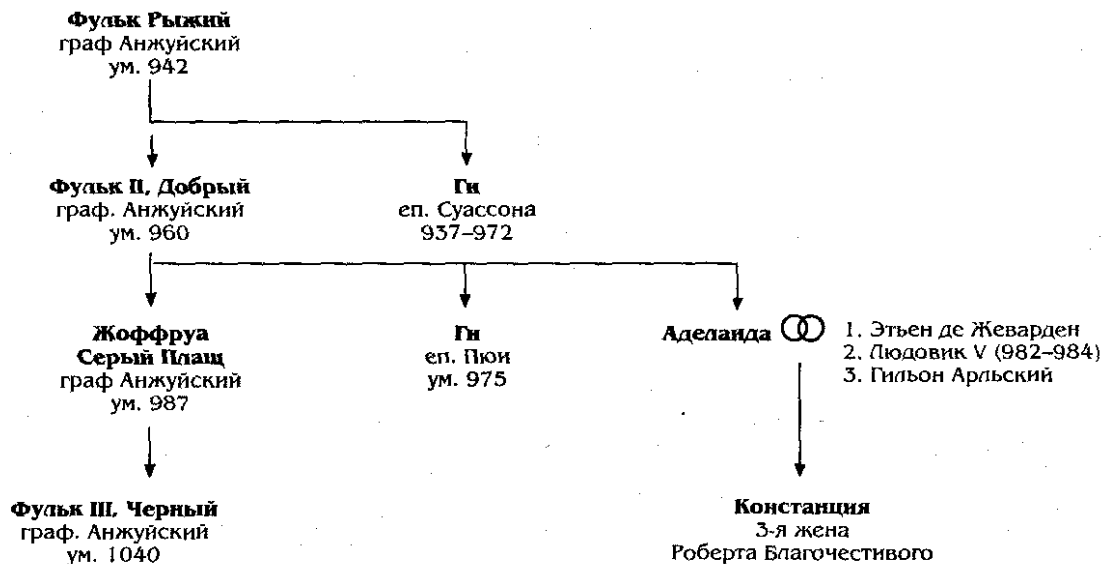 Фульк Рыжий
граф Анжуйский
ум. 942
Фульк II, Добрый
граф. Анжуйский
ум. 960
Ги
еп. Суассона
937–972
Жоффруа
Серый Плащ
граф Анжуйский
ум. 987
Ги
еп. Пюи
ум. 975
Аделаида
1. Этьен де Жеварден
2. Людовик V (982–984)
3. Гильон Арльский
Фульк III, Черный
граф. Анжуйский
ум. 1040
Констанция
3-я жена
Роберта Благочестивого